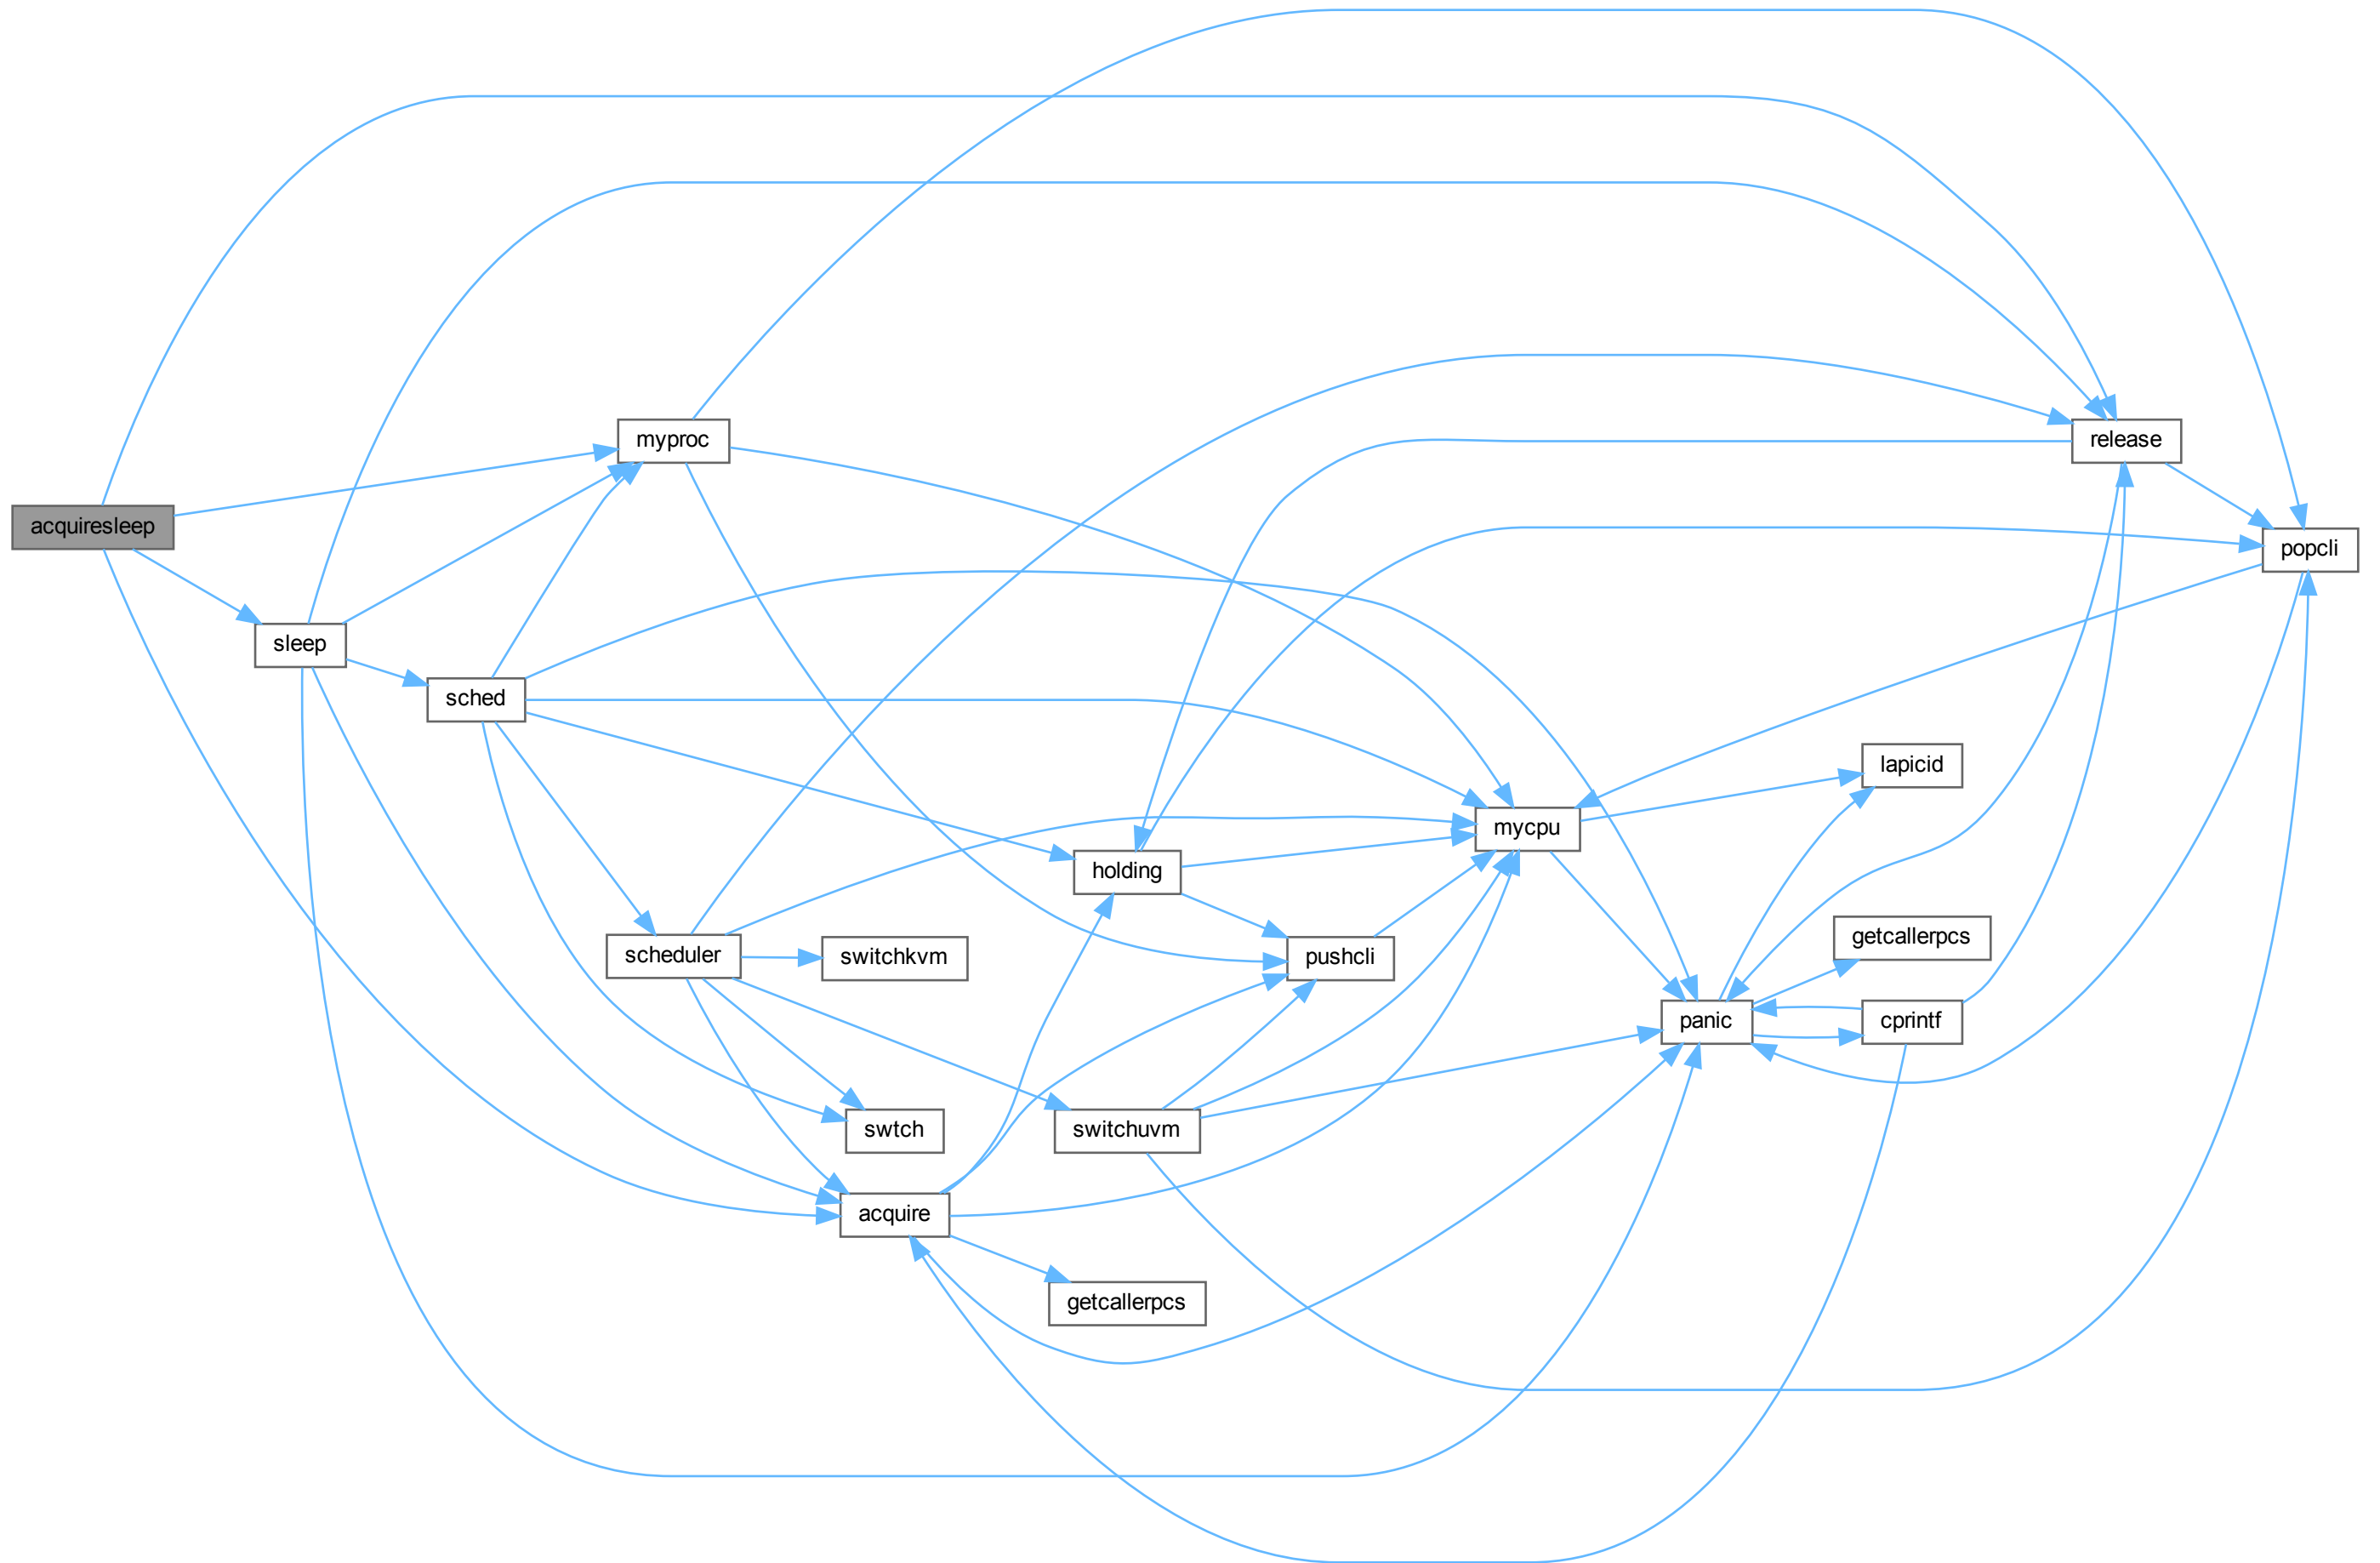 myproc
release
acquiresleep
popcli
sleep
sched
lapicid
mycpu
holding
getcallerpcs
scheduler
switchkvm
pushcli
panic
cprintf
swtch
switchuvm
acquire
getcallerpcs